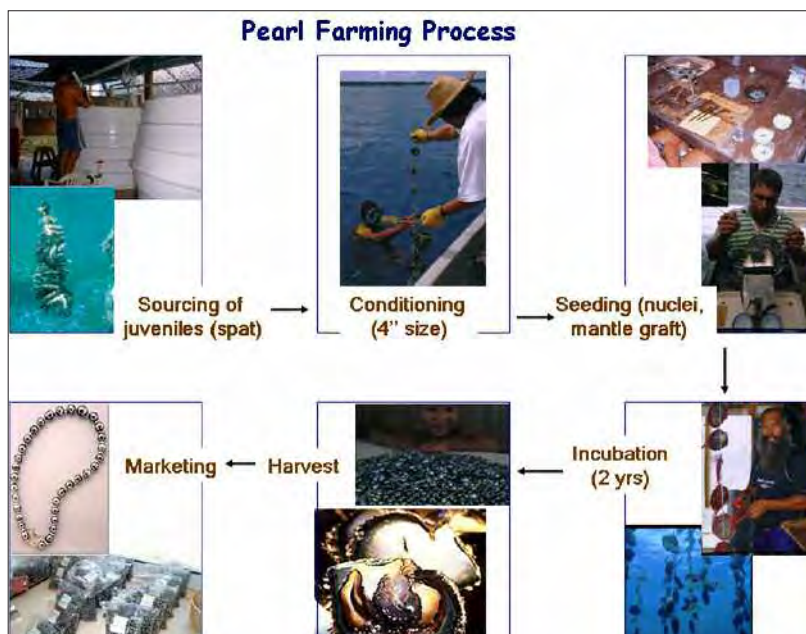 Pearl Farming Process
Sourcing of
juveniles (spat)
Conditioning
(4" size)
Seeding (nuclei,
mantle graft)
Incubation
(2 yrs)
Harvest
Marketing